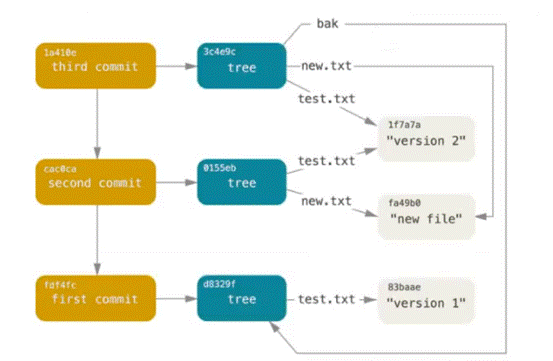 bak
1a410e
third commit
3c4e9c
tree
new.txt
test.txt
1f7a7a
"version 2"
cac0ca
second commit
0155eb
tree
test.txt
new.txt
fa49b0
"new file"
fdf4fc
first commit
d8329f
tree
test.txt
83baae
"version 1"